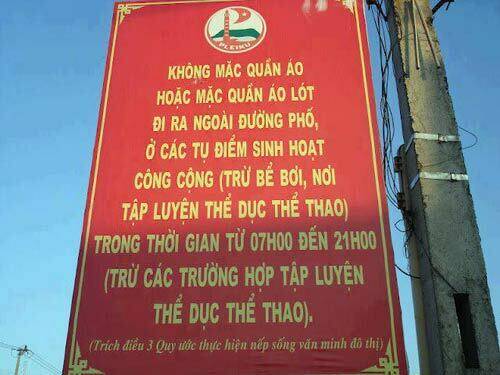 PLEIKU
KHÔNG MẶC QUẦN ÁO
HOẶC MẶC QUẦN ÁO LÓT
ĐI RA NGOÀI ĐƯỜNG PHỐ,
Ở CÁC TỤ ĐIỂM SINH HOẠT
CÔNG CỘNG (TRỪ BỂ BƠI, NƠI
TẬP LUYỆN THỂ DỤC THỂ THAO)
TRONG THỜI GIAN TỪ 07H00 ĐẾN 21H00
(TRỪ CÁC TRƯỜNG HỢP TẬP LUYỆN
THỂ DỤC THỂ THAO).
(Trích điều 3 Quy ước thực hiện nếp sống văn minh đô thị)